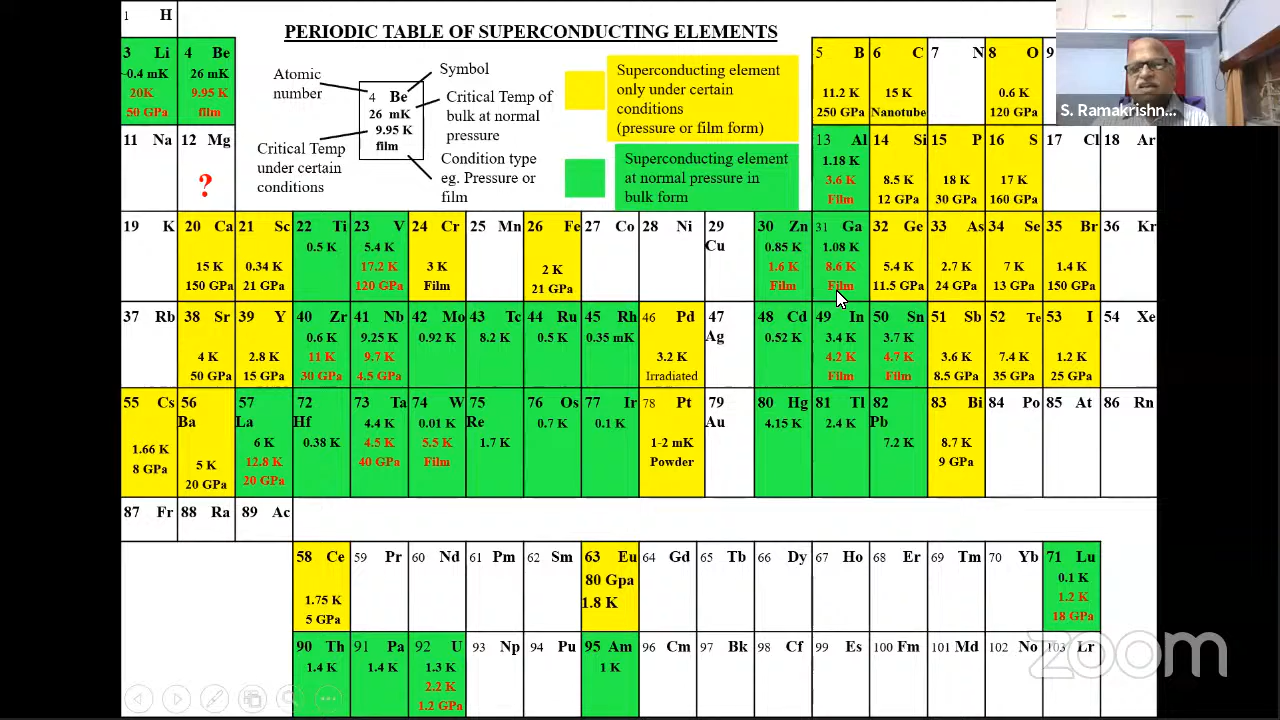 1 H
PERIODIC TABLE OF SUPERCONDUCTING ELEMENTS
3 Li
~0.4 mK
20K
50 GPa
4 Be
26 mK
9.95 K
film
Atomic
number
Symbol
4 Be
26 mK
9.95 K
film
Critical Temp of
bulk at normal
pressure
Critical Temp
under certain
conditions
Condition type
eg. Pressure or
film
Superconducting element
only under certain
conditions
(pressure or film form)
Superconducting element
at normal pressure in
bulk form
5 B
11.2 K
250 GPa
6 C
15 K
Nanotube
7 N
8 O
0.6 K
120 GPa
9
S. Ramakrishn...
11 Na
12 Mg
?
13 Al
1.18 K
3.6 K
Film
14 Si
8.5 K
12 GPa
15 P
18 K
30 GPa
16 S
17 K
160 GPa
17 Cl
18 Ar
19 K
20 Ca
15 K
150 GPa
21 Sc
0.34 K
21 GPa
22 Ti
0.5 K
23 V
5.4 K
17.2 K
120 GPa
24 Cr
3 K
Film
25 Mn
26 Fe
2 K
21 GPa
27 Co
28 Ni
29
Cu
30 Zn
0.85 K
1.6 K
Film
31 Ga
1.08 K
8.6 K
Film
32 Ge
5.4 K
11.5 GPa
33 As
2.7 K
24 GPa
34 Se
7 K
13 GPa
35 Br
1.4 K
150 GPa
36 Kr
37 Rb
38 Sr
4 K
50 GPa
39 Y
2.8 K
15 GPa
40 Zr
0.6 K
11 K
30 GPa
41 Nb
9.25 K
9.7 K
4.5 GPa
42 Mo
0.92 K
43 Tc
8.2 K
44 Ru
0.5 K
45 Rh
0.35 mK
46 Pd
3.2 K
Irradiated
47
Ag
48 Cd
0.52 K
49 In
3.4 K
4.2 K
Film
50 Sn
3.7 K
4.7 K
Film
51 Sb
3.6 K
8.5 GPa
52 Te
7.4 K
35 GPa
53 I
1.2 K
25 GPa
54 Xe
55 Cs
1.66 K
8 GPa
56
Ba
5 K
20 GPa
57
La
6 K
12.8 K
20 GPa
72
Hf
0.38 K
73 Ta
4.4 K
4.5 K
40 GPa
74 W
0.01 K
5.5 K
Film
75
Re
1.7 K
76 Os
0.7 K
77 Ir
0.1 K
78 Pt
1-2 mK
Powder
79
Au
80 Hg
4.15 K
81 Tl
2.4 K
82
Pb
7.2 K
83 Bi
8.7 K
9 GPa
84 Po
85 At
86 Rn
87 Fr
88 Ra
89 Ac
58 Ce
1.75 K
5 GPa
59 Pr
60 Nd
61 Pm
62 Sm
63 Eu
80 Gpa
1.8 K
64 Gd
65 Tb
66 Dy
67 Ho
68 Er
69 Tm
70 Yb
71 Lu
0.1 K
1.2 K
18 GPa
90 Th
1.4 K
91 Pa
1.4 K
92 U
1.3 K
2.2 K
1.2 GPa
93 Np
94 Pu
95 Am
1 K
96 Cm
97 Bk
98 Cf
99 Es
100 Fm
101 Md
102 No
103 Lr
zoom